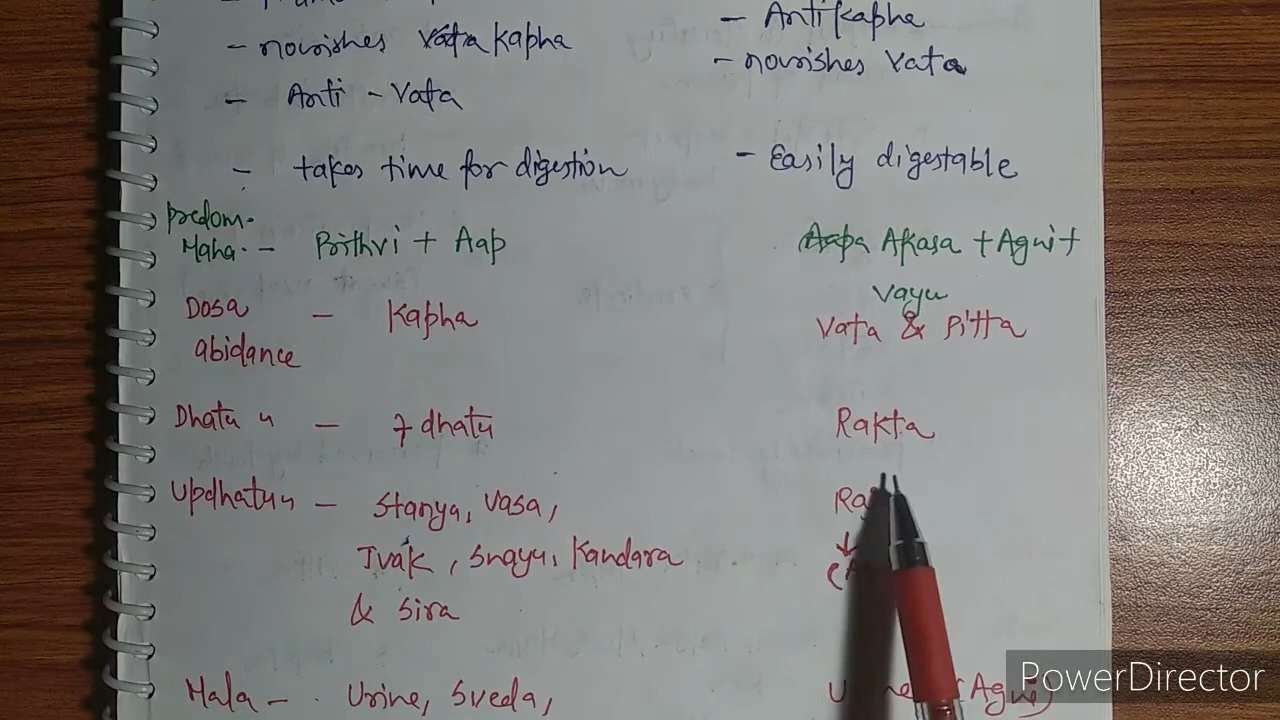 - nourishes Vata Kapha
- Anti - Vata
- takes time for digestion
- Antikapha
- nourishes Vata
- Easily digestable
Predom.
Maha. - Prithvi + Aap
Akasa + Agni +
Vayu
Dosa - Kapha
abidance
Vata & Pitta
Dhatu " - 7 dhatu
Rakta
Updhatu " - Stanya, Vasa,
Tvak, Snayu, Kandara
& Sira
Mala - Urine, Sveda,
(Agni)
PowerDirector